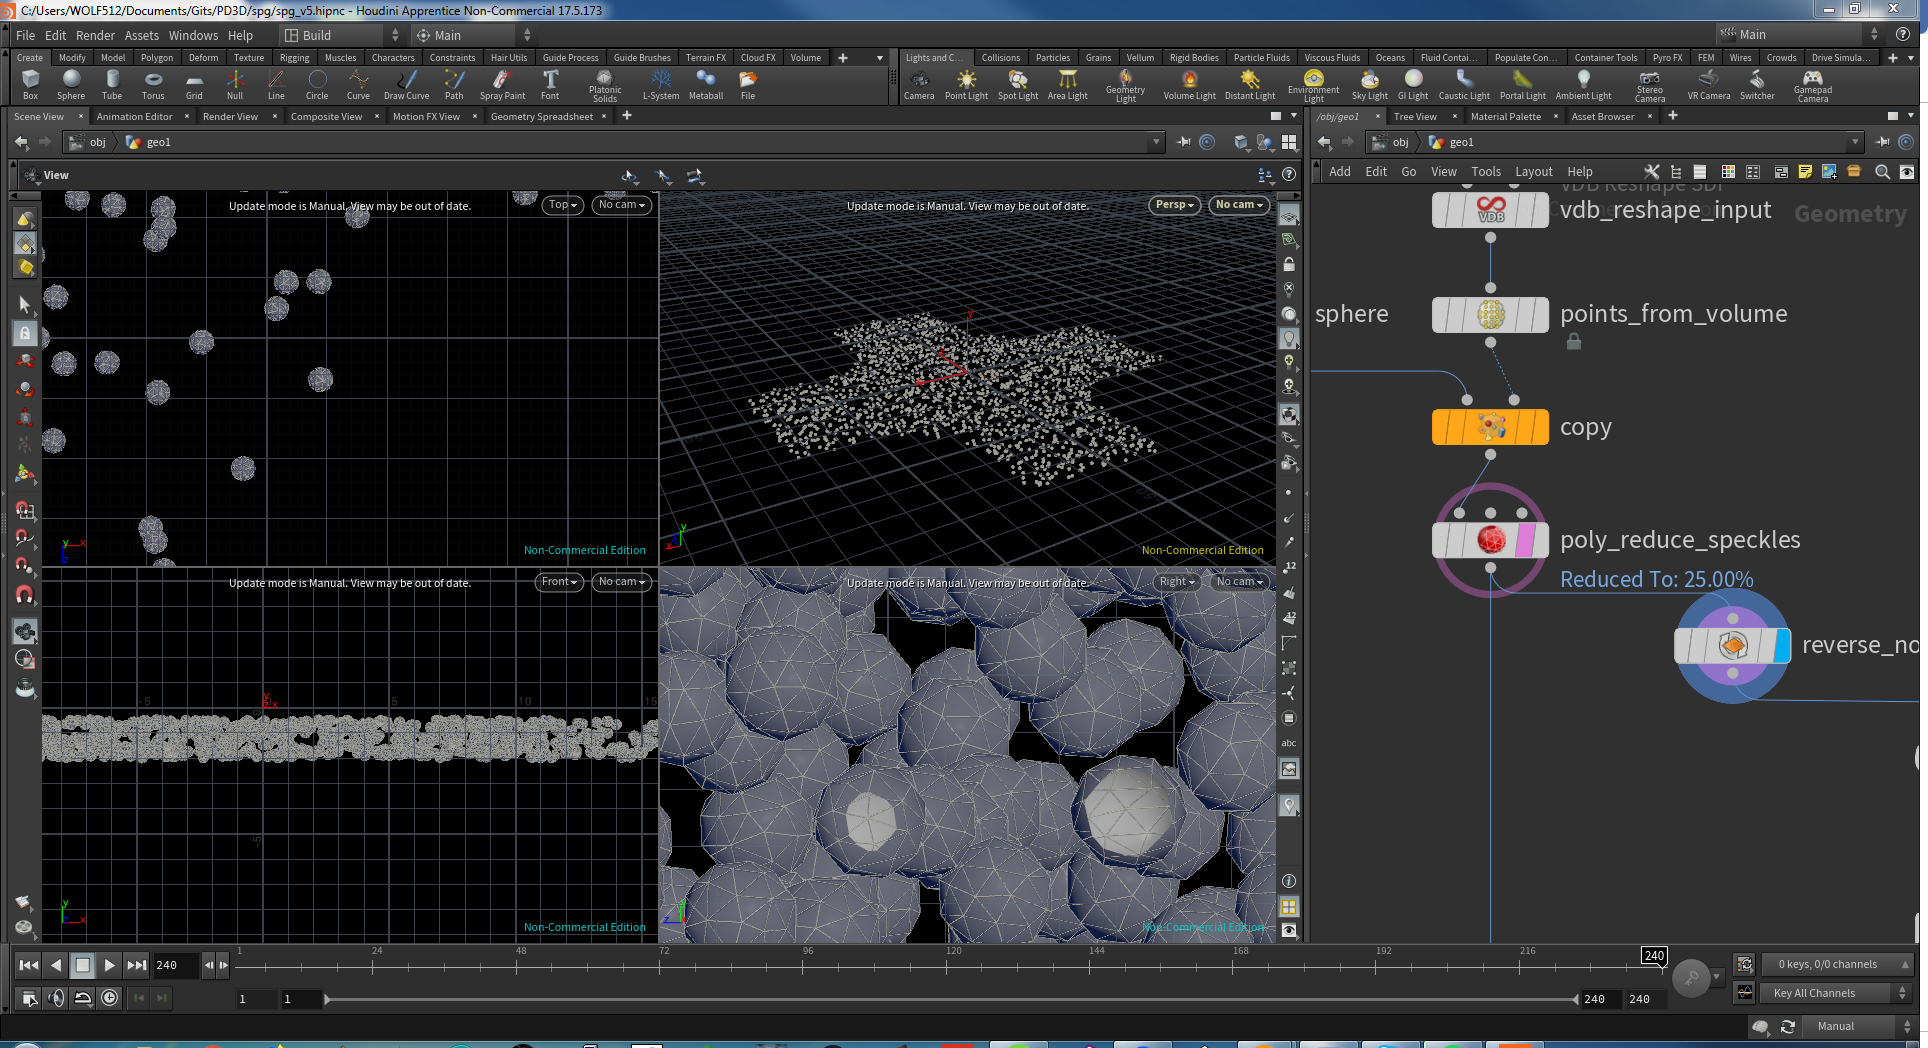 C:/Users/WOLF512/Documents/Gits/PD3D/spg/spg_v5.hipnc - Houdini Apprentice Non-Commercial 17.5.173
File Edit Render Assets Windows Help Build Main Main
Create Modify Model Polygon Deform Texture Rigging Muscles Characters Constraints Hair Utils Guide Process Guide Brushes Terrain FX Cloud FX Volume
Lights and C... Collisions Particles Grains Vellum Rigid Bodies Particle Fluids Viscous Fluids Oceans Fluid Contai... Populate Con... Container Tools Pyro FX FEM Wires Crowds Drive Simula...
Box Sphere Tube Torus Grid Null Line Circle Curve Draw Curve Path Spray Paint Font Platonic Solids L-System Metaball File
Camera Point Light Spot Light Area Light Geometry Light Volume Light Distant Light Environment Light Sky Light GI Light Caustic Light Portal Light Ambient Light Stereo Camera VR Camera Switcher Gamepad Camera
Scene View Animation Editor Render View Composite View Motion FX View Geometry Spreadsheet
/obj/geo1 Tree View Material Palette Asset Browser
obj geo1
obj geo1
View
Add Edit Go View Tools Layout Help
Update mode is Manual. View may be out of date. Top No cam
Update mode is Manual. View may be out of date. Persp No cam
Non-Commercial Edition
Non-Commercial Edition
Update mode is Manual. View may be out of date. Front No cam
Update mode is Manual. View may be out of date. Right No cam
-5 5 10 15
-5
Non-Commercial Edition
Non-Commercial Edition
12
12
abc
VDB Reshape SDF
vdb_reshape_input
Geometry
sphere
points_from_volume
copy
poly_reduce_speckles
Reduced To: 25.00%
reverse_no
240 1 24 48 72 96 120 144 168 192 216 240
0 keys, 0/0 channels
1 1 240 240
Key All Channels
Manual